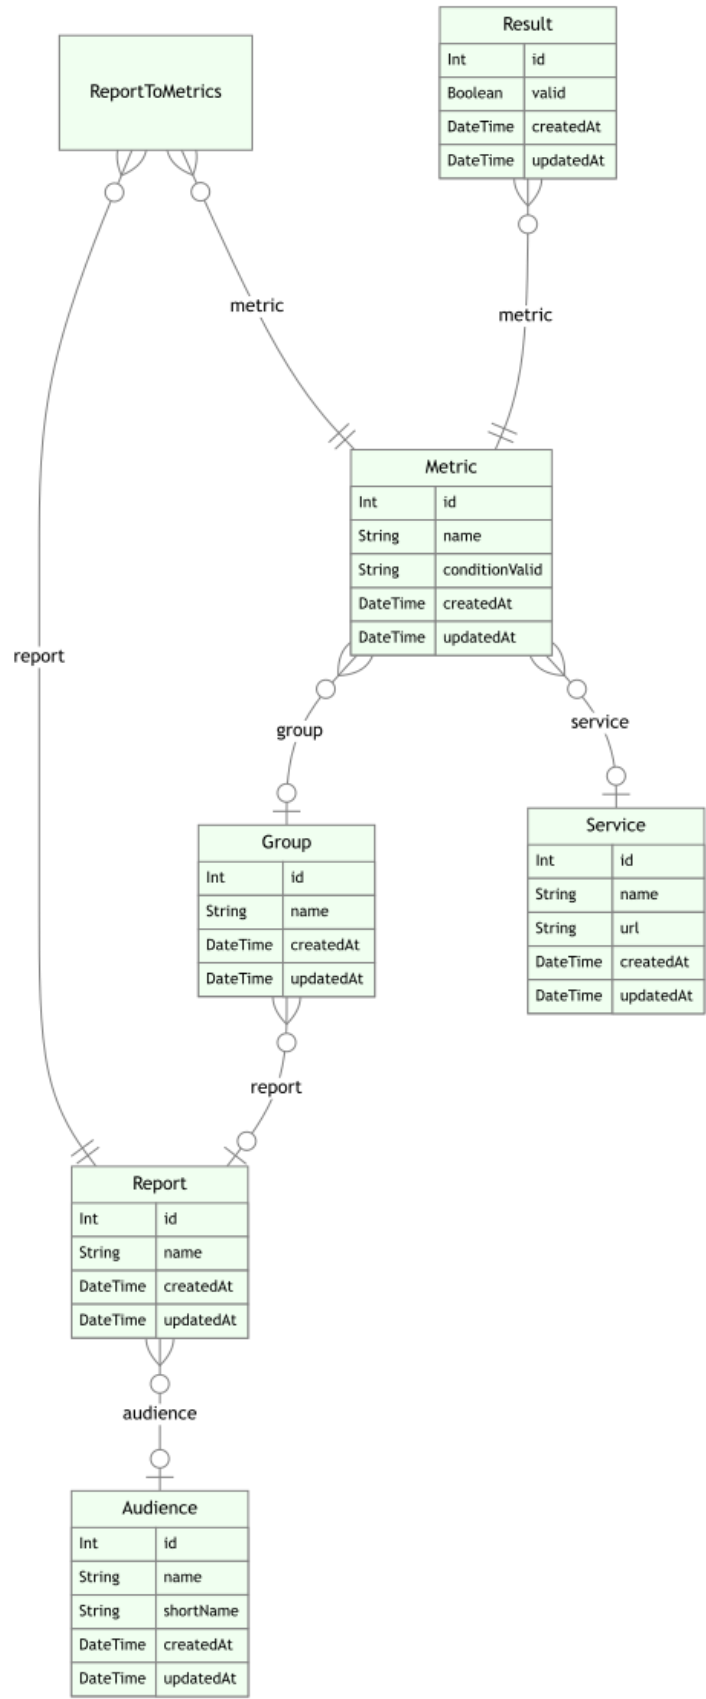 Result
Int id
Boolean valid
DateTime createdAt
DateTime updatedAt
ReportToMetrics
metric
metric
Metric
Int id
String name
String conditionValid
DateTime createdAt
DateTime updatedAt
report
group
service
Group
Int id
String name
DateTime createdAt
DateTime updatedAt
Service
Int id
String name
String url
DateTime createdAt
DateTime updatedAt
report
Report
Int id
String name
DateTime createdAt
DateTime updatedAt
audience
Audience
Int id
String name
String shortName
DateTime createdAt
DateTime updatedAt